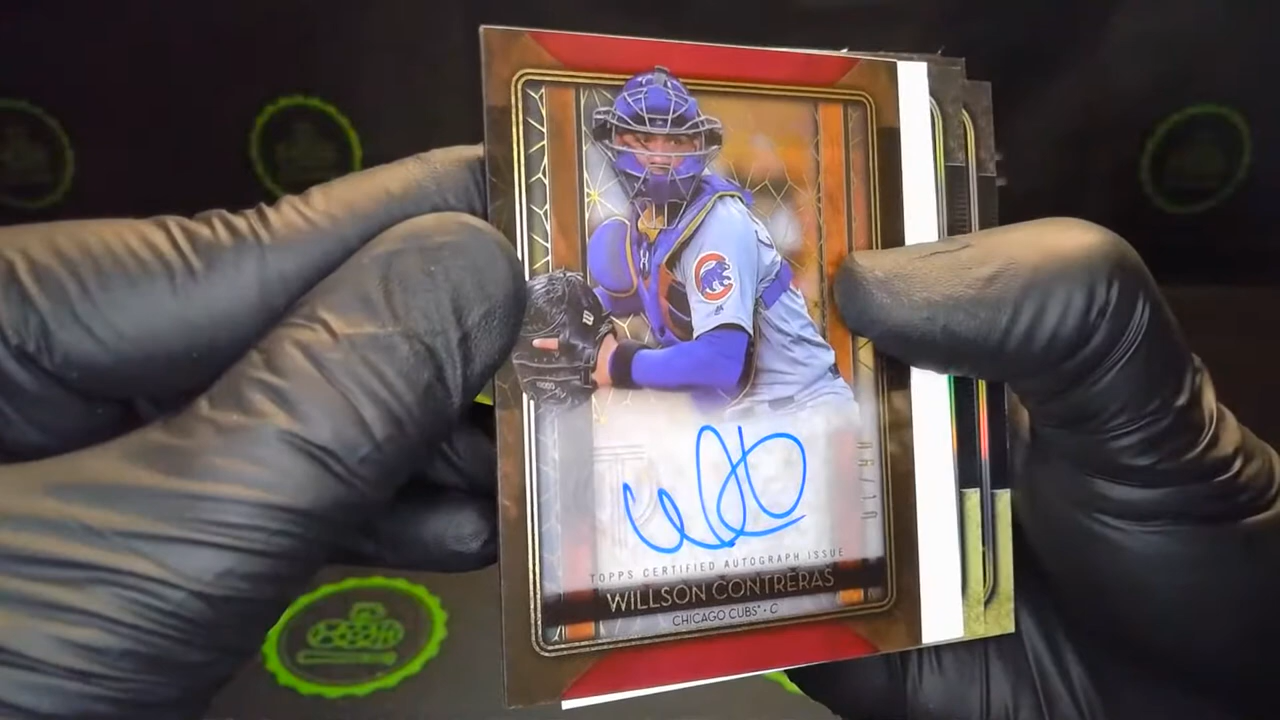 TOPPS CERTIFIED AUTOGRAPH ISSUE
WILLSON CONTRERAS
CHICAGO CUBS® • C